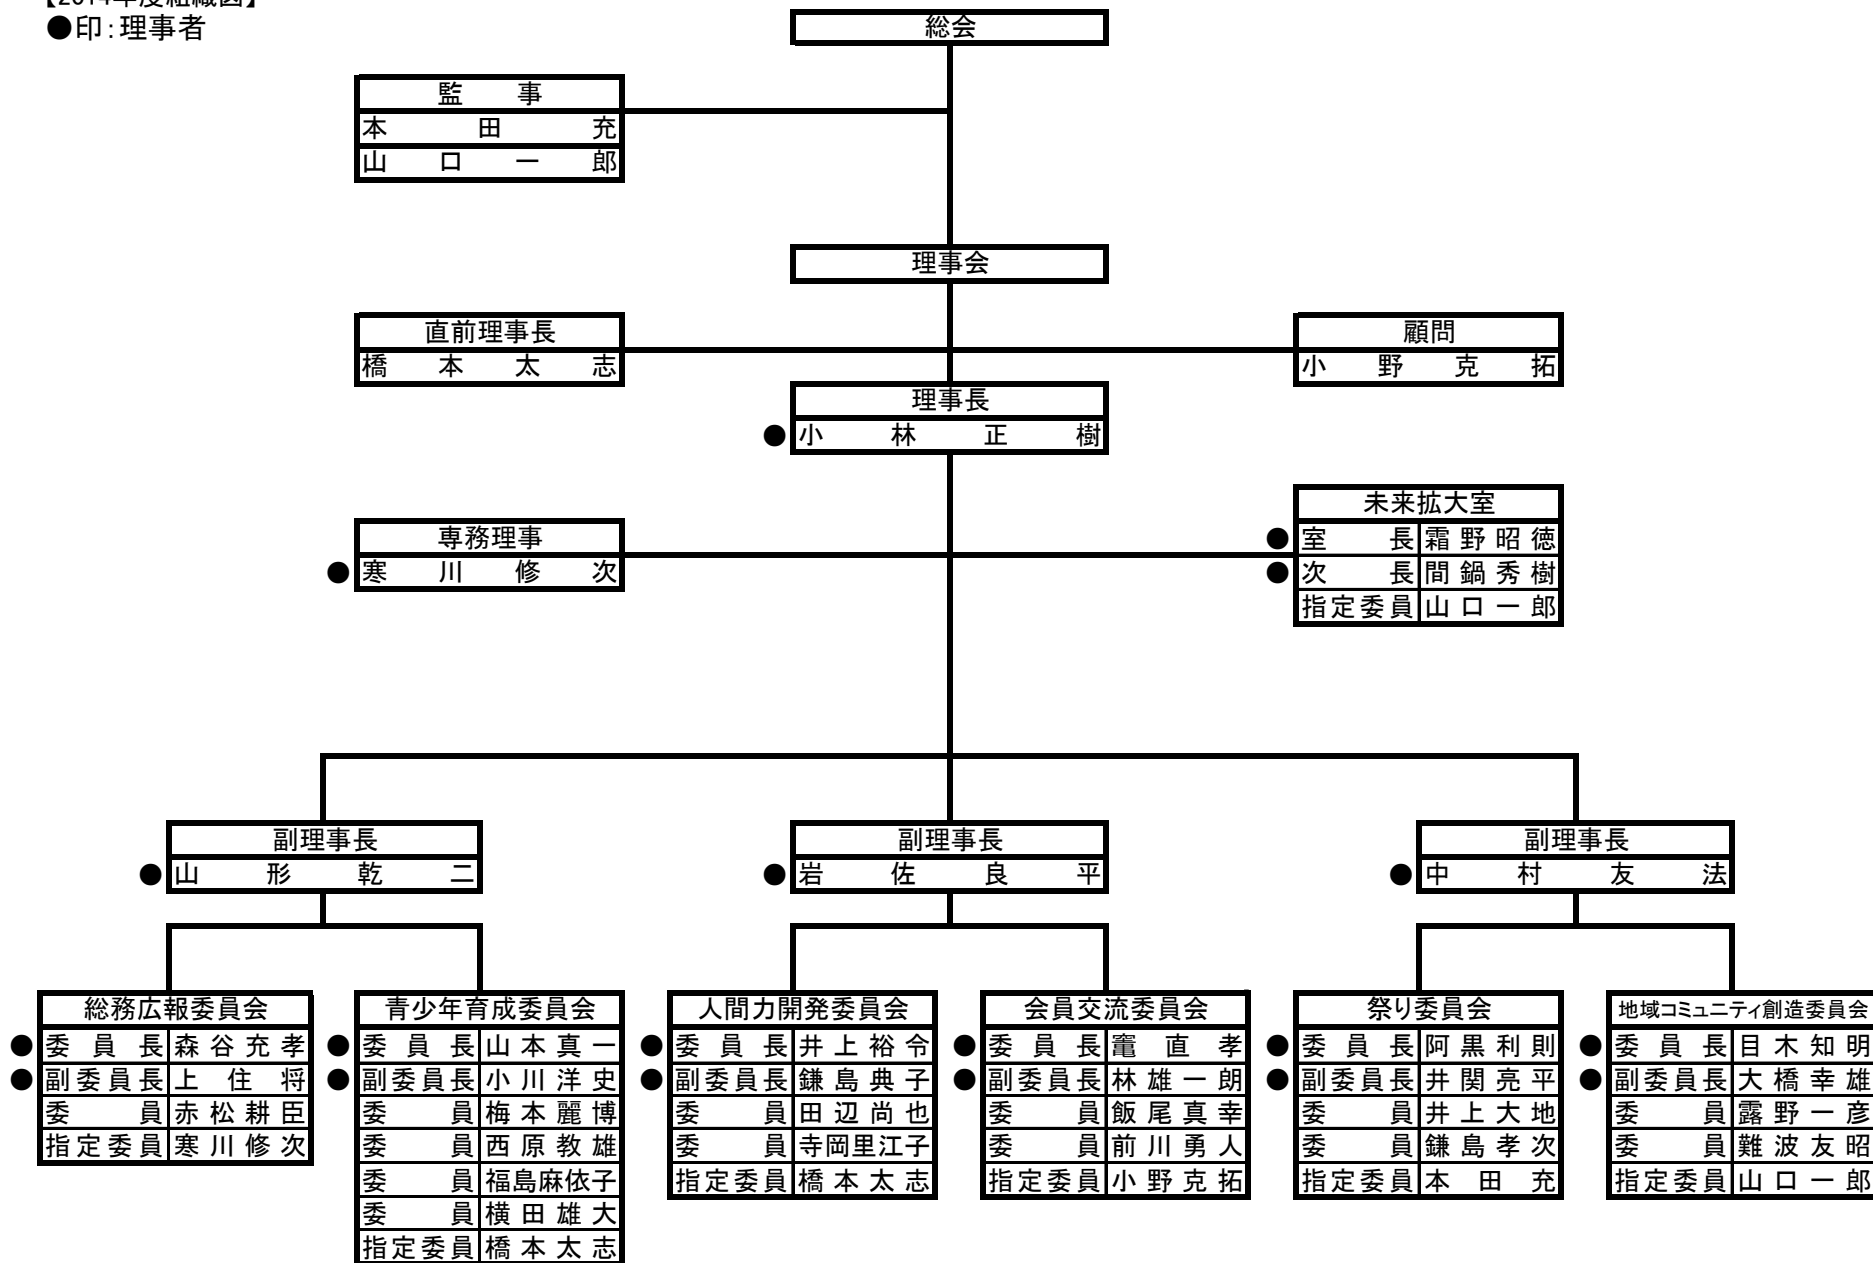 【2014年度組織図】
●印：理事者
総会
監事
本田充
山口一郎
理事会
直前理事長
橋本太志
顧問
小野克拓
理事長
●小林正樹
専務理事
●寒川修次
未来拡大室
●室長 霜野昭徳
●次長 間鍋秀樹
指定委員 山口一郎
副理事長
●山形乾二
副理事長
●岩佐良平
副理事長
●中村友法
総務広報委員会
●委員長 森谷充孝
●副委員長 上住将
委員 赤松耕臣
指定委員 寒川修次
青少年育成委員会
●委員長 山本真一
●副委員長 小川洋史
委員 梅本麗博
委員 西原教雄
委員 福島麻依子
委員 横田雄大
指定委員 橋本太志
人間力開発委員会
●委員長 井上裕令
●副委員長 鎌島典子
委員 田辺尚也
委員 寺岡里江子
指定委員 橋本太志
会員交流委員会
●委員長 竈直孝
●副委員長 林雄一朗
委員 飯尾真幸
委員 前川勇人
指定委員 小野克拓
祭り委員会
●委員長 阿黒利則
●副委員長 井関亮平
委員 井上大地
委員 鎌島孝次
指定委員 本田充
地域コミュニティ創造委員会
●委員長 目木知明
●副委員長 大橋幸雄
委員 露野一彦
委員 難波友昭
指定委員 山口一郎